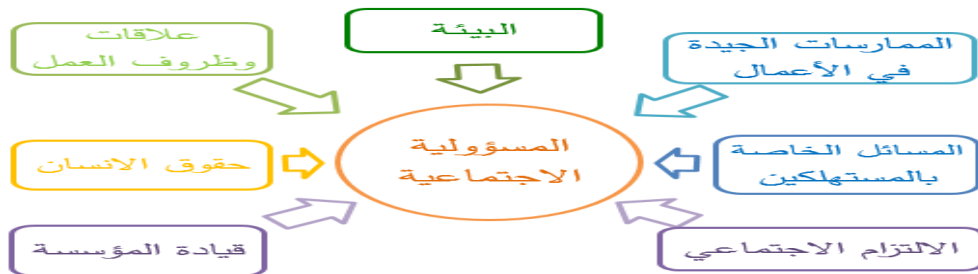 البيئة
الممارسات الجيدة
في الأعمال
علاقات
وظروف العمل
المسؤولية
الاجتماعية
المسائل الخاصة
بالمستهلكين
حقوق الانسان
الالتزام الاجتماعي
قيادة المؤسسة